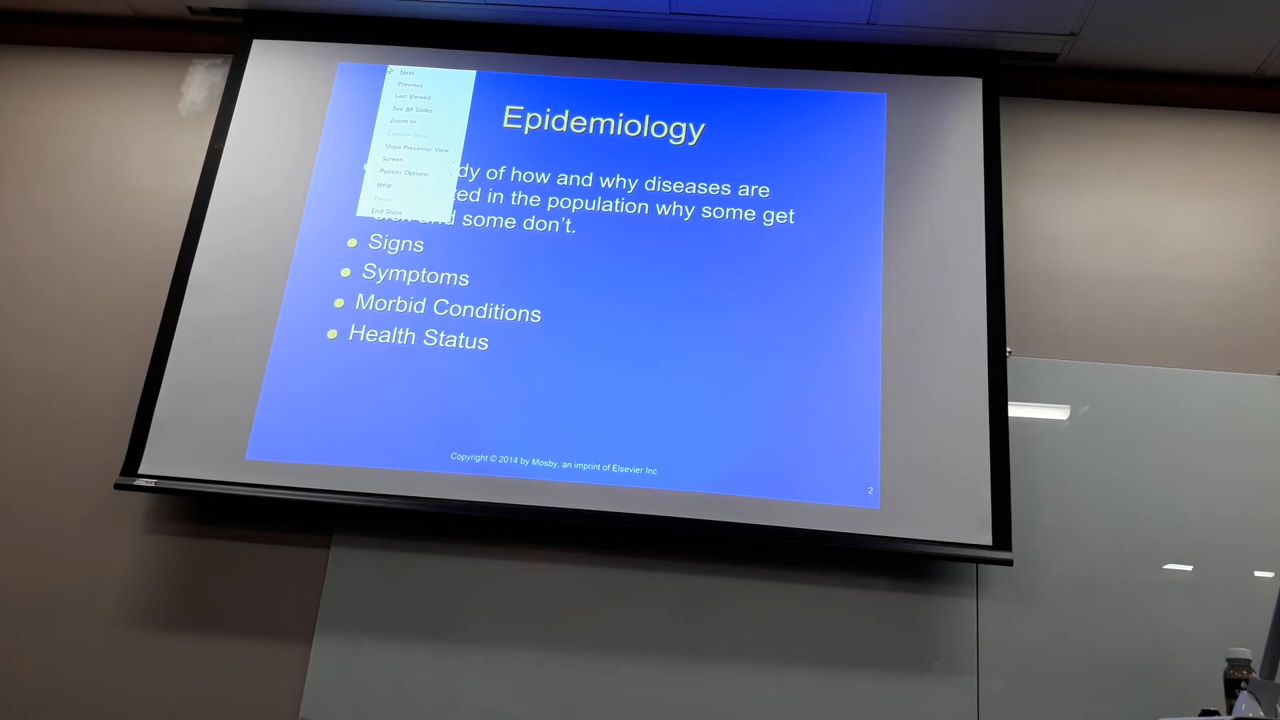 Next
Previous
Last Viewed
See All Slides
Zoom In
Custom Show
Show Presenter View
Screen
Pointer Options
Help
Pause
End Show
Epidemiology
dy of how and why diseases are
ed in the population why some get
and some don't.
Signs
Symptoms
Morbid Conditions
Health Status
Copyright © 2014 by Mosby, an imprint of Elsevier Inc.
2